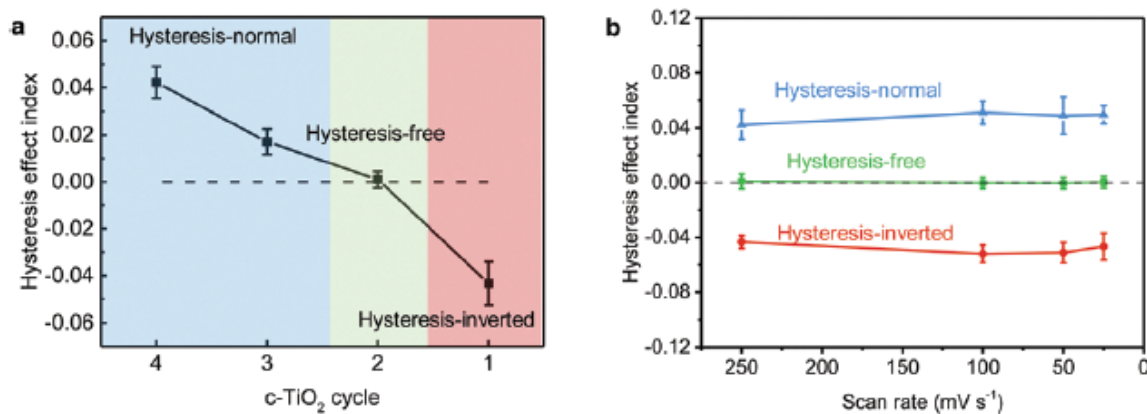 a
Hysteresis effect index
0.06
0.04
0.02
0.00
-0.02
-0.04
-0.06
Hysteresis-normal
Hysteresis-free
Hysteresis-inverted
4 3 2 1
c-TiO₂ cycle
b
Hysteresis effect index
0.12
0.08
0.04
0.00
-0.04
-0.08
-0.12
Hysteresis-normal
Hysteresis-free
Hysteresis-inverted
250 200 150 100 50 0
Scan rate (mV s⁻¹)